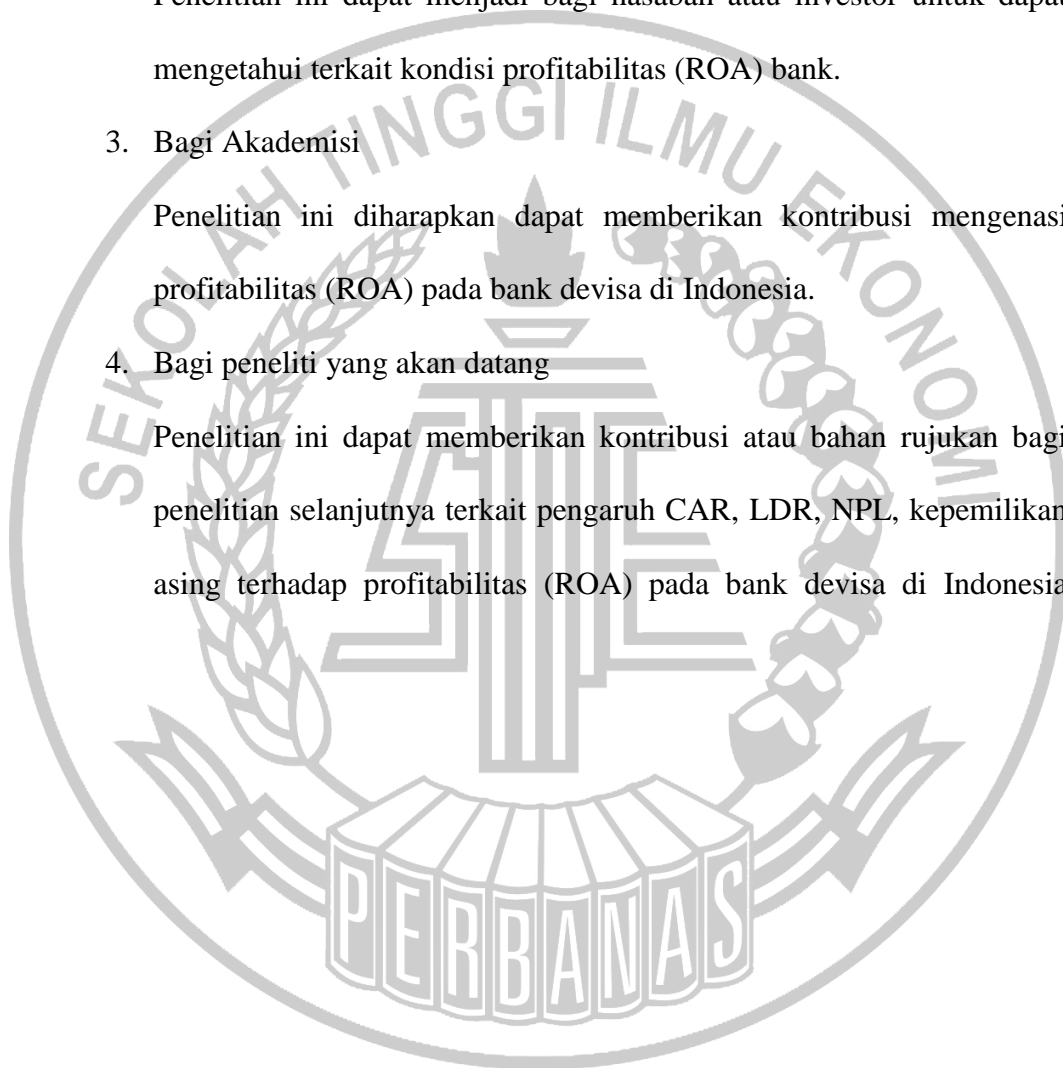 Penelitian ini dapat menjadi bagi nasabah atau investor untuk dapat
mengetahui terkait kondisi profitabilitas (ROA) bank.
3. Bagi Akademisi
Penelitian ini diharapkan dapat memberikan kontribusi mengenasi
profitabilitas (ROA) pada bank devisa di Indonesia.
4. Bagi peneliti yang akan datang
Penelitian ini dapat memberikan kontribusi atau bahan rujukan bagi
penelitian selanjutnya terkait pengaruh CAR, LDR, NPL, kepemilikan
asing terhadap profitabilitas (ROA) pada bank devisa di Indonesia
SEKOLAH TINGGI ILMU EKONOMI
PERBANAS